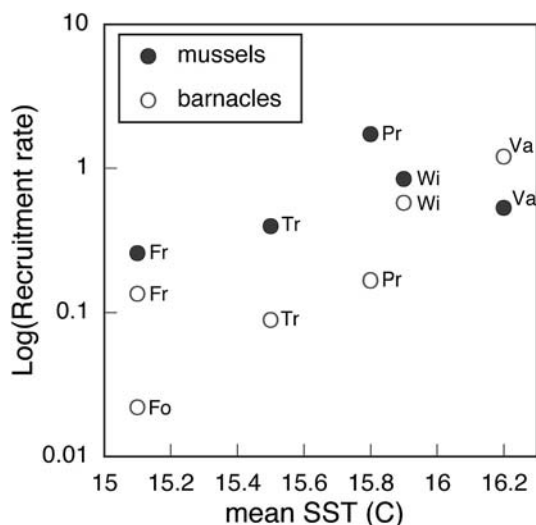 10
mussels
barnacles
Pr
Va
1
Wi
Wi
Va
Tr
Fr
Fr
Pr
0.1
Tr
Fo
0.01
15 15.2 15.4 15.6 15.8 16 16.2
mean SST (C)
Log(Recruitment rate)